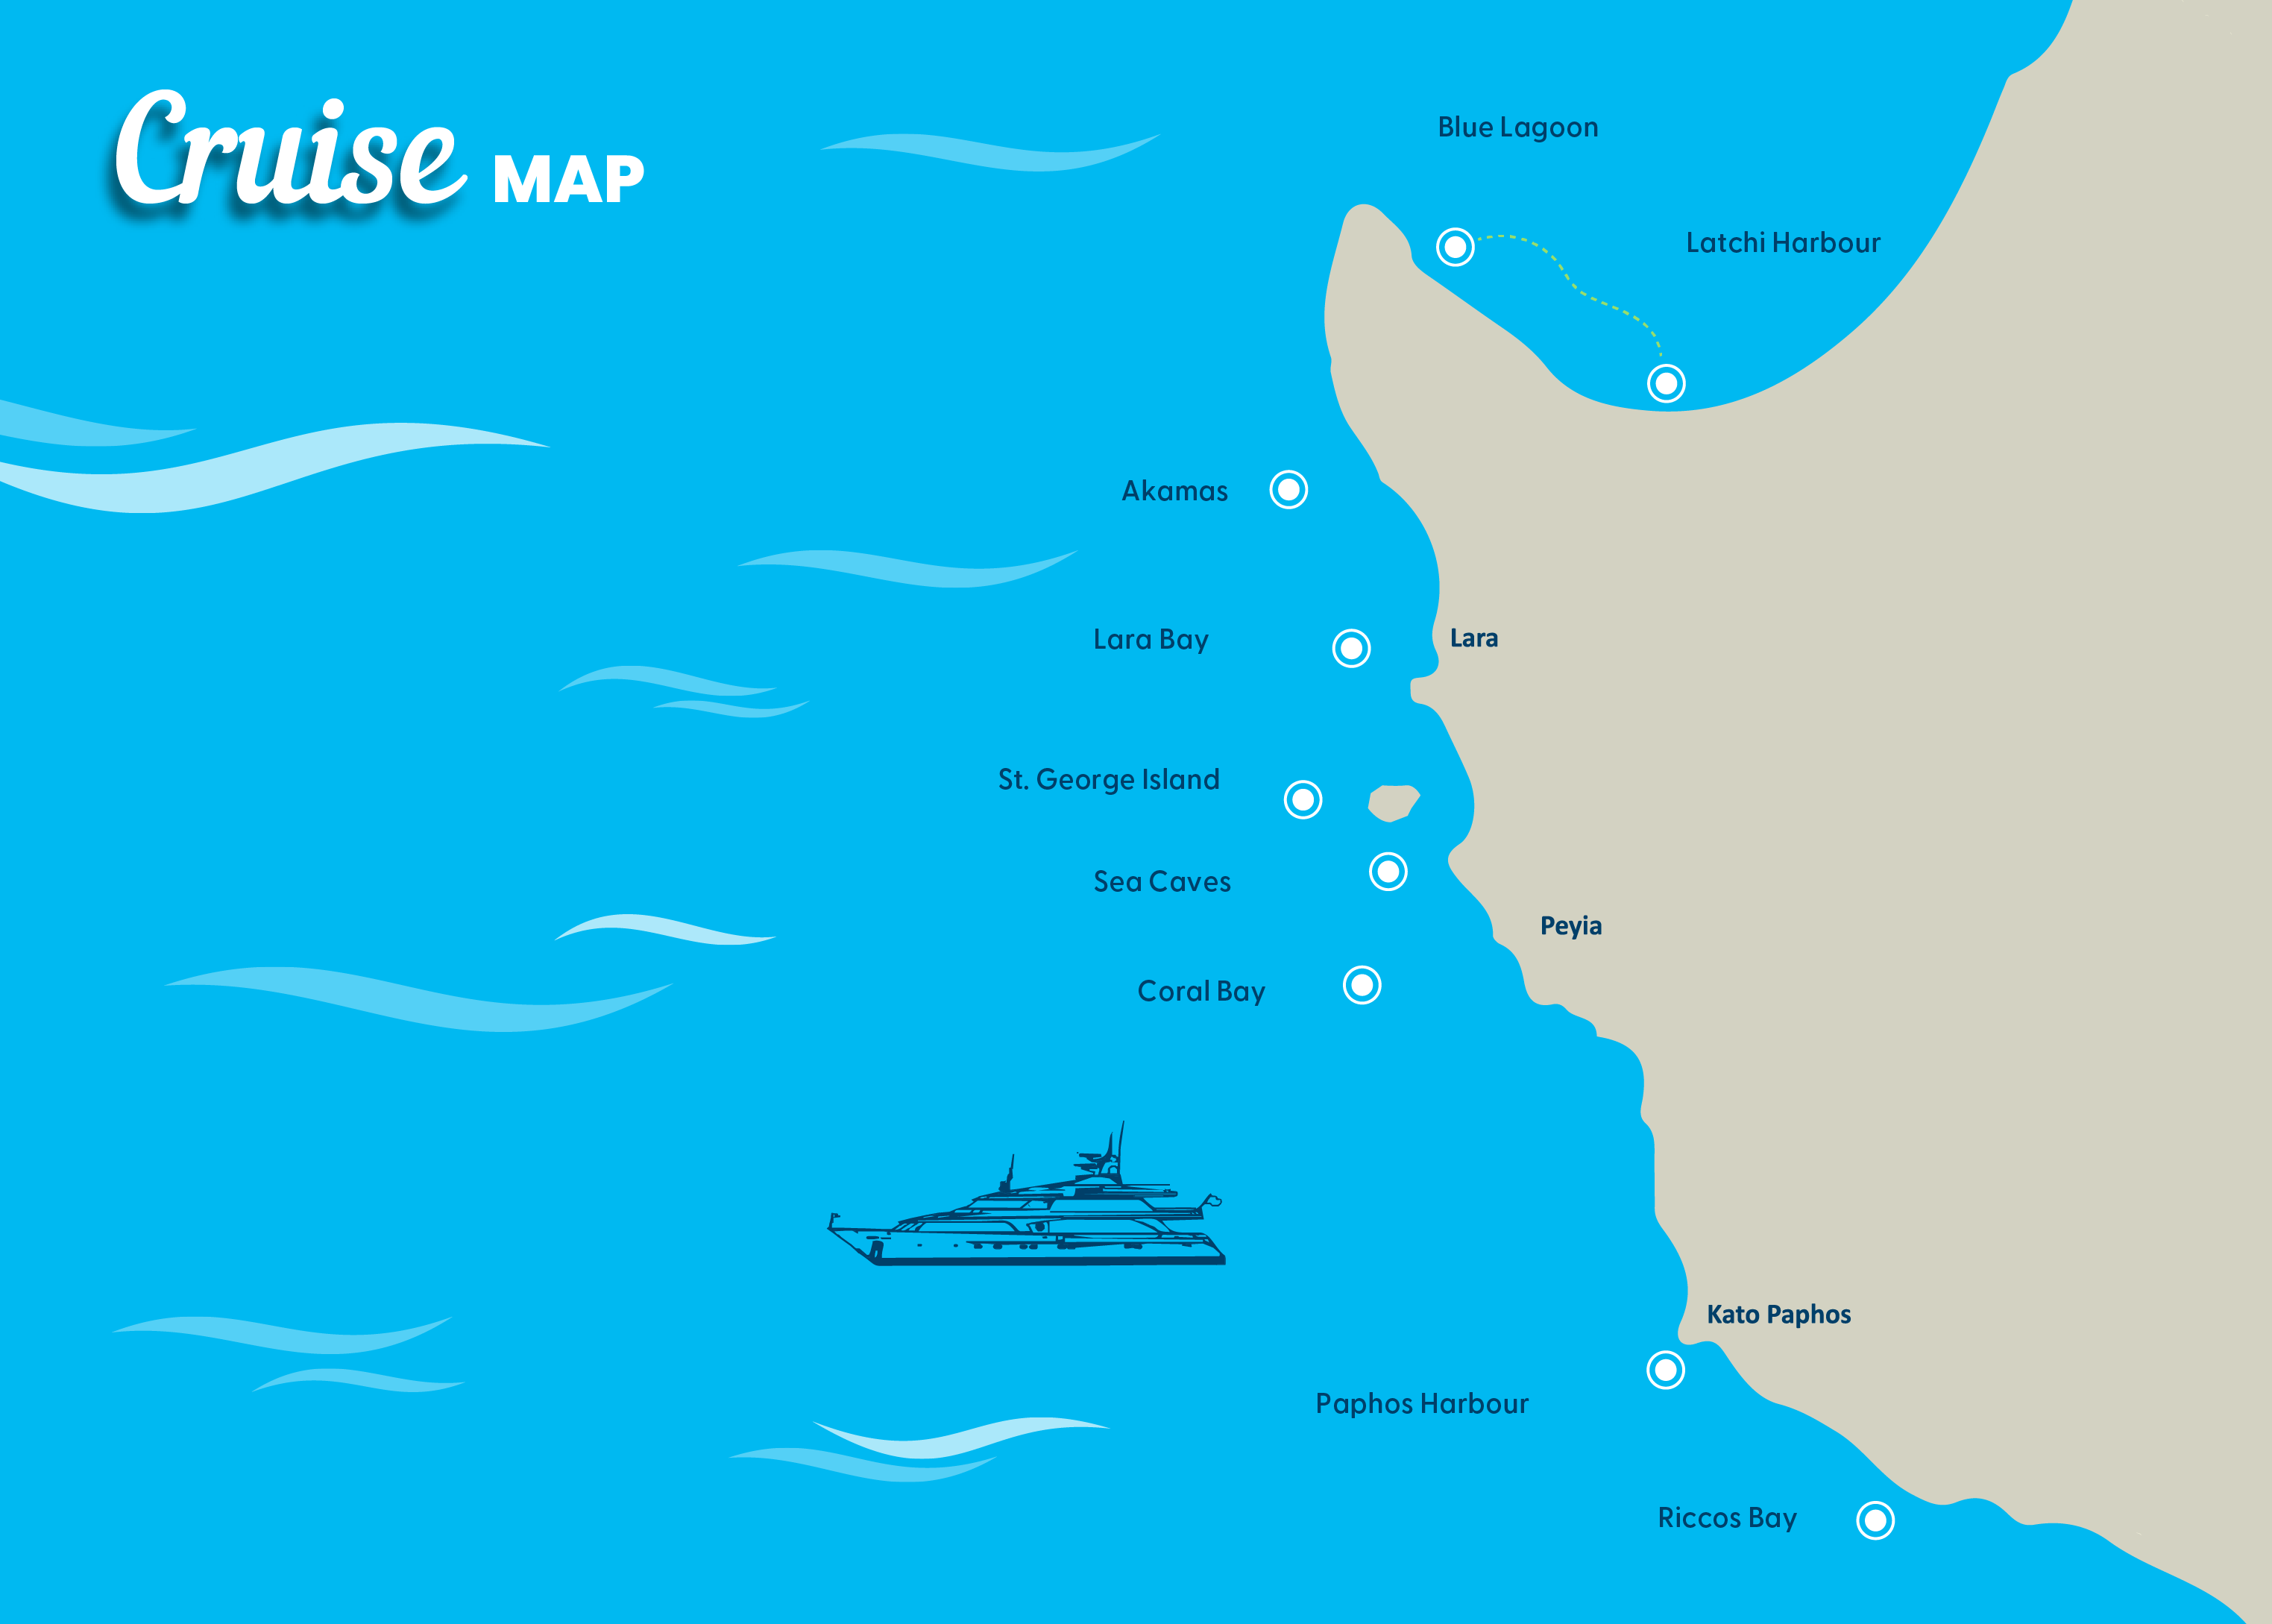 Cruise MAP
Blue Lagoon
Latchi Harbour
Akamas
Lara Bay
Lara
St. George Island
Sea Caves
Peyia
Coral Bay
Kato Paphos
Paphos Harbour
Riccos Bay